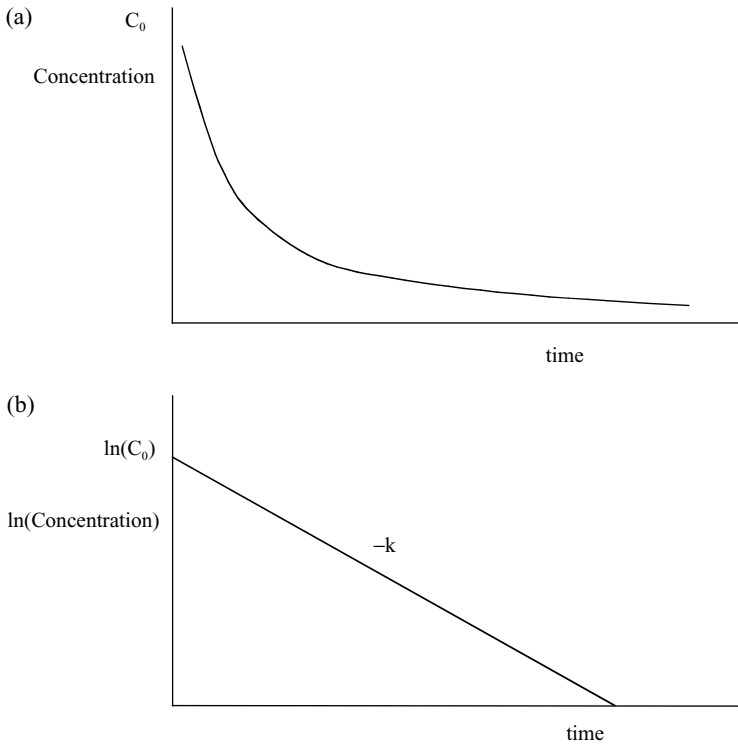 (a)
C₀
Concentration
time
(b)
ln(C₀)
ln(Concentration)
–k
time